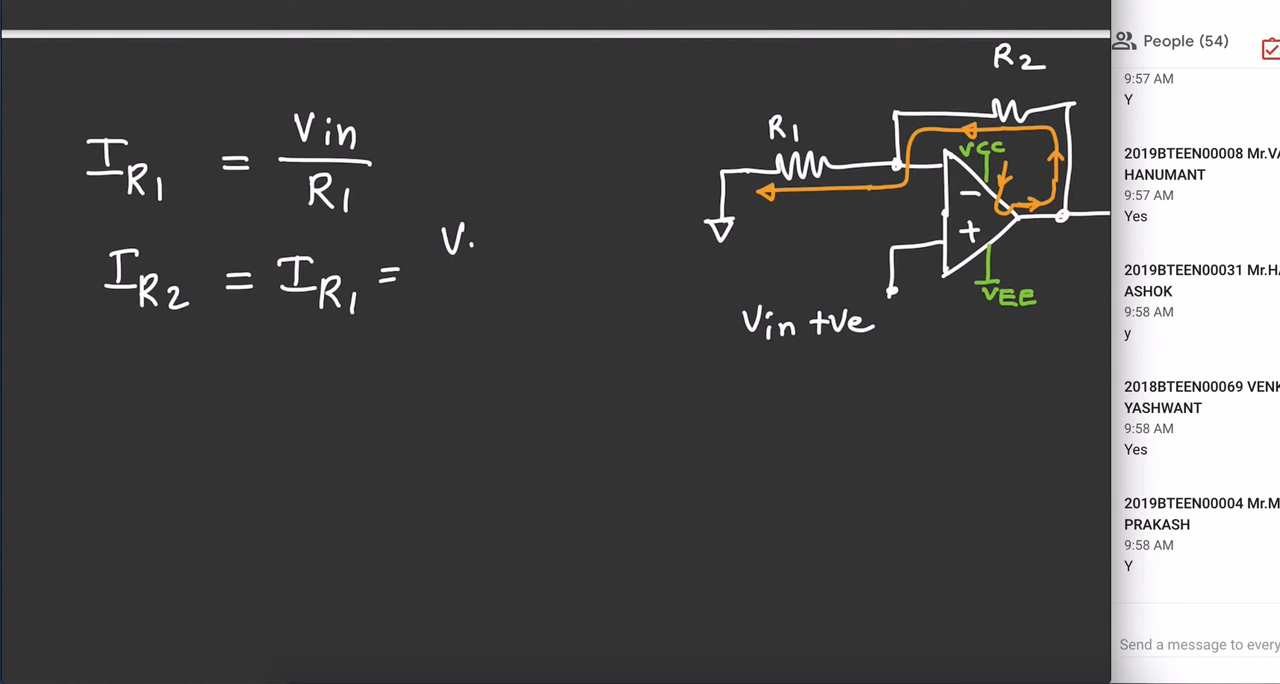 I_R1 = Vin / R1
I_R2 = I_R1 = V.
R2
R1
VCC
−
+
VEE
Vin +ve
People (54)
9:57 AM
Y
2019BTEEN00008 Mr.VA
HANUMANT
9:57 AM
Yes
2019BTEEN00031 Mr.HA
ASHOK
9:58 AM
y
2018BTEEN00069 VENK
YASHWANT
9:58 AM
Yes
2019BTEEN00004 Mr.M
PRAKASH
9:58 AM
Y
Send a message to every